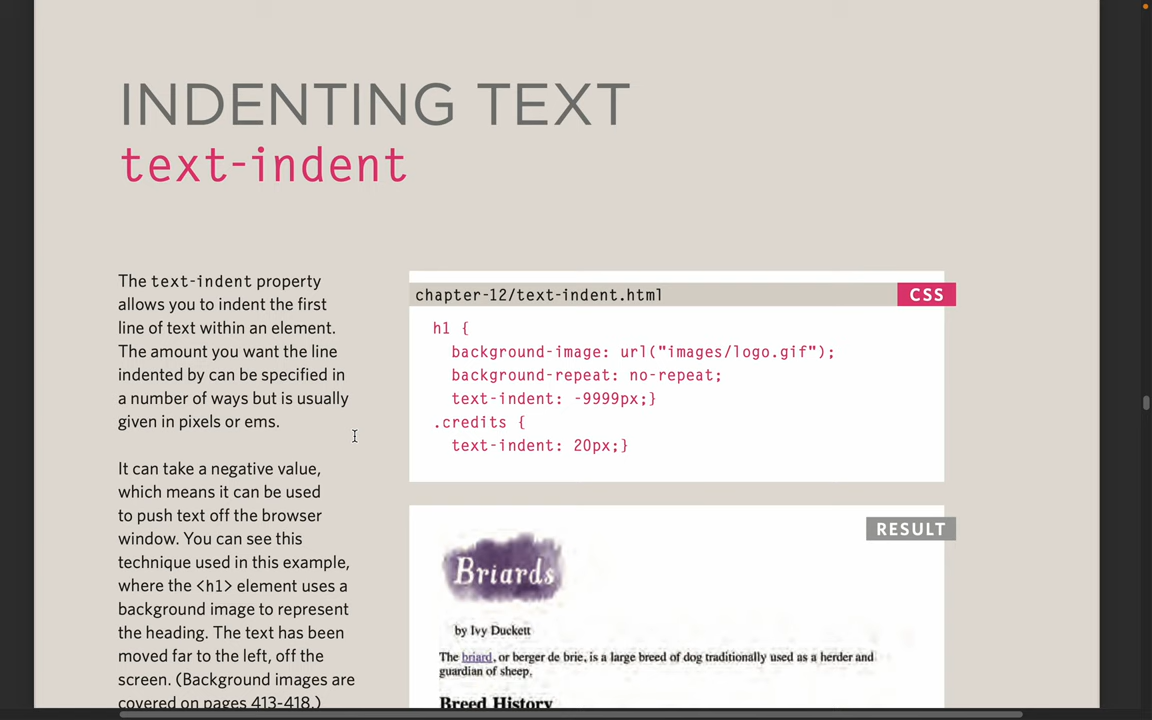 INDENTING TEXT
text-indent
The text-indent property
allows you to indent the first
line of text within an element.
The amount you want the line
indented by can be specified in
a number of ways but is usually
given in pixels or ems.
It can take a negative value,
which means it can be used
to push text off the browser
window. You can see this
technique used in this example,
where the <h1> element uses a
background image to represent
the heading. The text has been
moved far to the left, off the
screen. (Background images are
covered on pages 413-418.)
chapter-12/text-indent.html
CSS
h1 {
background-image: url("images/logo.gif");
background-repeat: no-repeat;
text-indent: -9999px;}
.credits {
text-indent: 20px;}
RESULT
Briards
by Ivy Duckett
The briard, or berger de brie, is a large breed of dog traditionally used as a herder and
guardian of sheep.
Breed History